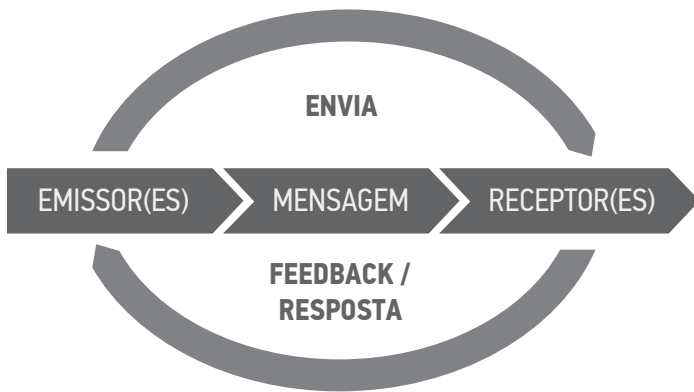 ENVIA
EMISSOR(ES) MENSAGEM RECEPTOR(ES)
FEEDBACK /
RESPOSTA